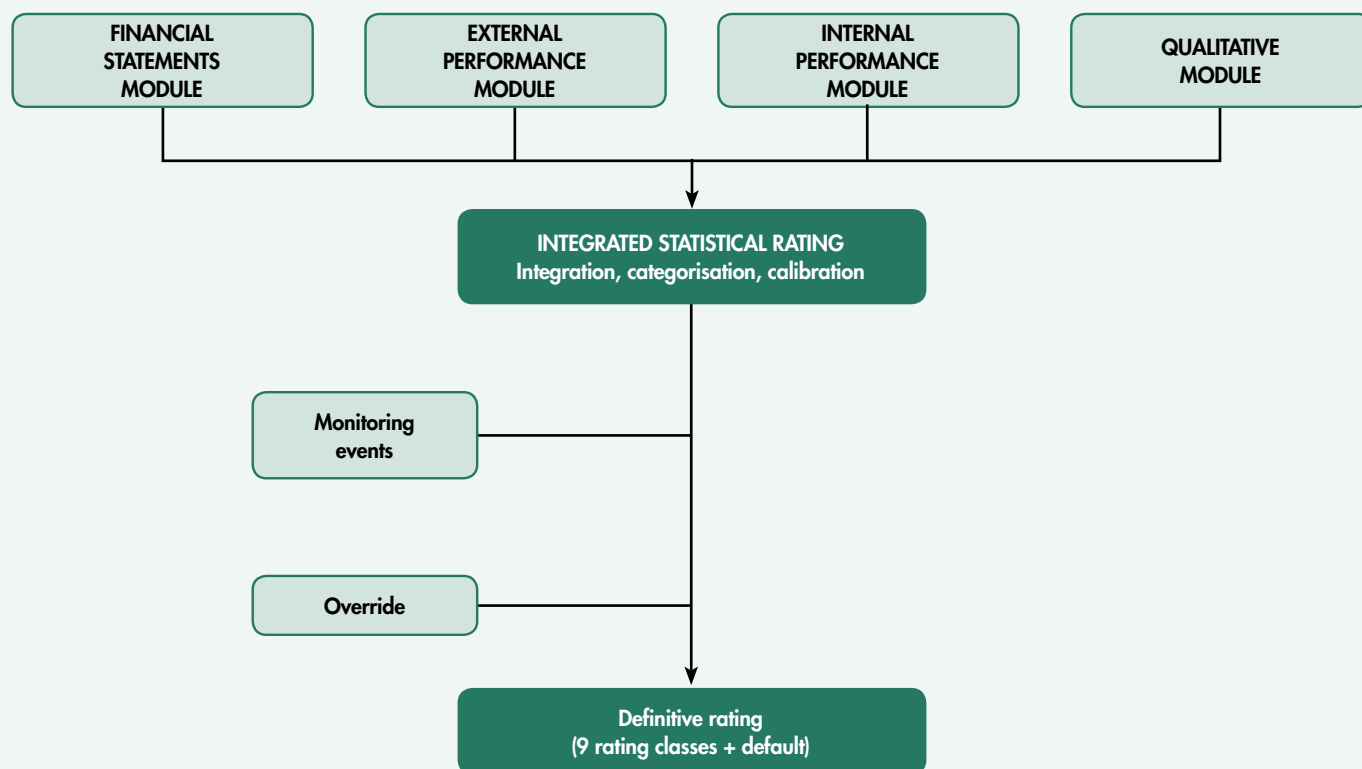 FINANCIAL
STATEMENTS
MODULE
EXTERNAL
PERFORMANCE
MODULE
INTERNAL
PERFORMANCE
MODULE
QUALITATIVE
MODULE
INTEGRATED STATISTICAL RATING
Integration, categorisation, calibration
Monitoring
events
Override
Definitive rating
(9 rating classes + default)